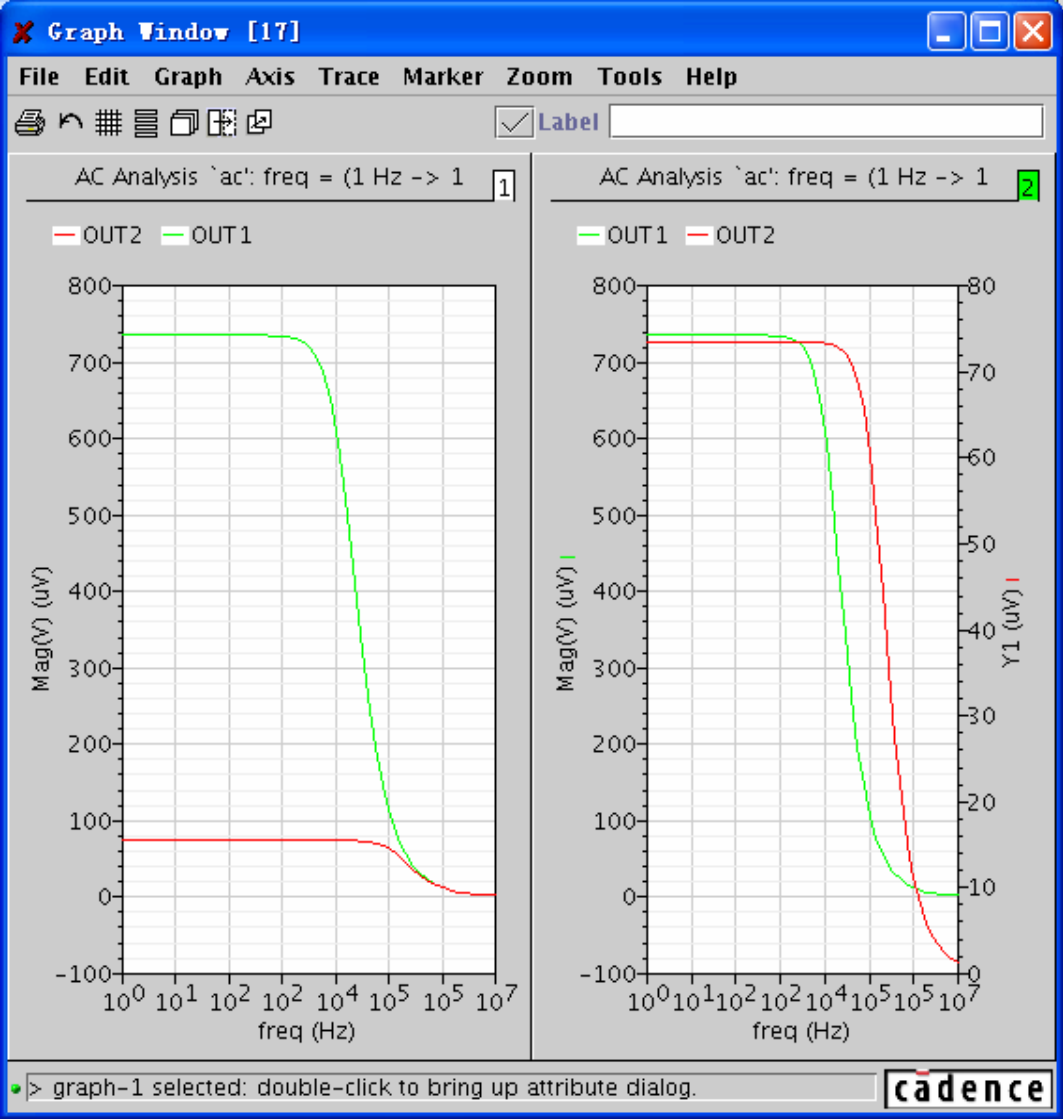 Graph Window [17]
File Edit Graph Axis Trace Marker Zoom Tools Help
Label
AC Analysis `ac': freq = (1 Hz -> 1
1
OUT2 OUT1
800
700
600
500
400
300
200
100
0
-100
Mag(V) (uV)
10^0 10^1 10^2 10^2 10^4 10^5 10^5 10^7
freq (Hz)
AC Analysis `ac': freq = (1 Hz -> 1
2
OUT1 OUT2
800
700
600
500
400
300
200
100
0
-100
Mag(V) (uV)
80
70
60
50
40
30
20
10
0
Y1 (uV)
10^0 10^1 10^2 10^2 10^4 10^5 10^5 10^7
freq (Hz)
> graph-1 selected: double-click to bring up attribute dialog.
cādence